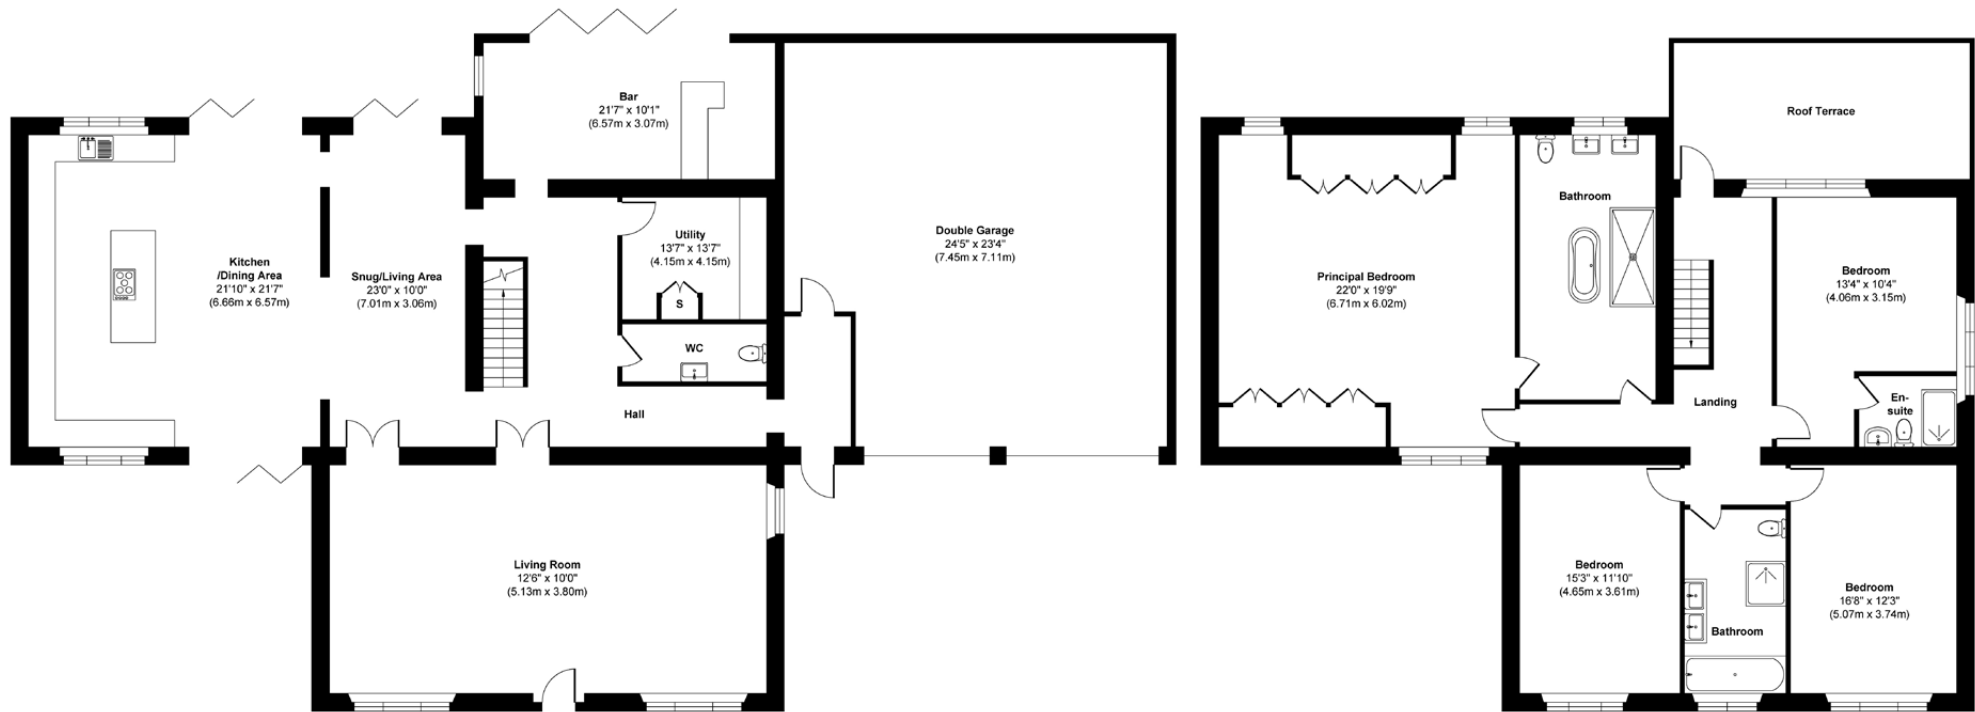 Bar
21'7" x 10'1"
(6.57m x 3.07m)
Kitchen
/Dining Area
21'10" x 21'7"
(6.66m x 6.57m)
Snug/Living Area
23'0" x 10'0"
(7.01m x 3.06m)
Utility
13'7" x 13'7"
(4.15m x 4.15m)
S
WC
Hall
Double Garage
24'5" x 23'4"
(7.45m x 7.11m)
Living Room
12'6" x 10'0"
(5.13m x 3.80m)
Roof Terrace
Bathroom
Principal Bedroom
22'0" x 19'9"
(6.71m x 6.02m)
Bedroom
13'4" x 10'4"
(4.06m x 3.15m)
Landing
En-
suite
Bedroom
15'3" x 11'10"
(4.65m x 3.61m)
Bathroom
Bedroom
16'8" x 12'3"
(5.07m x 3.74m)